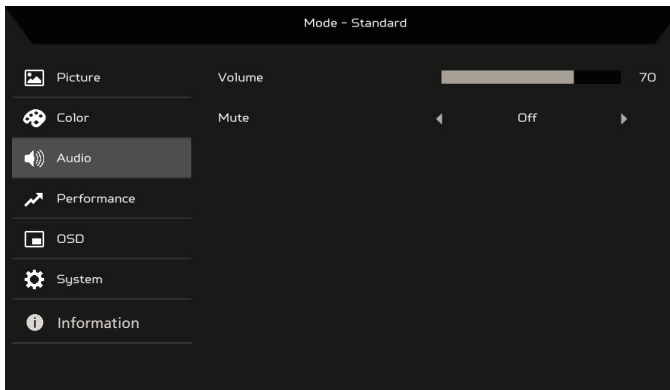 Mode - Standard
Picture
Volume
70
Color
Mute
Off
Audio
Performance
OSD
System
Information